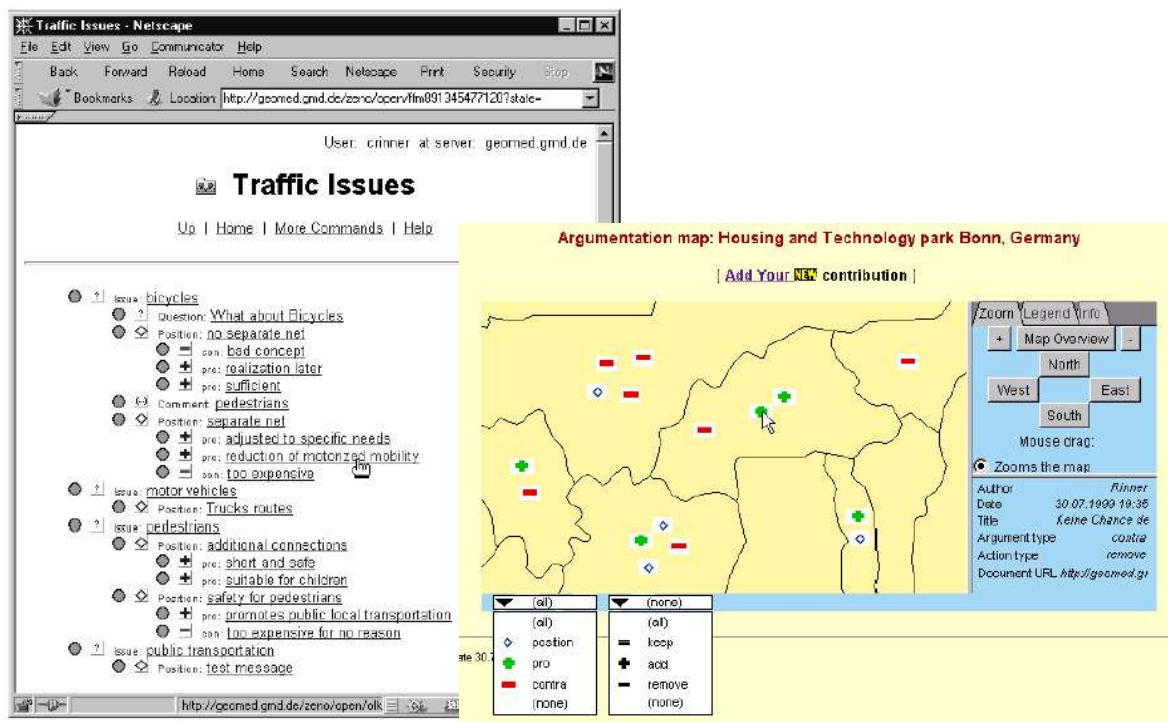 Traffic Issues - Netscape
File Edit View Go Communicator Help
Back Forward Reload Home Search Netscape Print Security Stop
Bookmarks Location: http://geomed.gmd.de/zeno/open/ffm891345477120?state=
User: crinner at server: geomed.gmd.de
Traffic Issues
Up | Home | More Commands | Help
? Issue: bicycles
? Question: What about Bicycles
Position: no separate net
con: bad concept
pro: realization later
pro: sufficient
Comment: pedestrians
Position: separate net
pro: adjusted to specific needs
pro: reduction of motorized mobility
con: too expensive
? Issue: motor vehicles
Position: Trucks routes
? Issue: pedestrians
Position: additional connections
pro: short and safe
pro: suitable for children
Position: safety for pedestrians
pro: promotes public local transportation
con: too expensive for no reason
? Issue: public transportation
Position: test message
http://geomed.gmd.de/zeno/open/olk
Argumentation map: Housing and Technology park Bonn, Germany
[ Add Your NEW contribution ]
Zoom Legend Info
+ Map Overview -
North
West East
South
Mouse drag:
Zooms the map
Author Rinner
Date 30.07.1999 19:35
Title Keine Chance de
Argument type contra
Action type remove
Document URL http://geomed.gr
(all) (none)
(all) (all)
position keep
pro add
contra remove
(none) (none)
ate 30.7